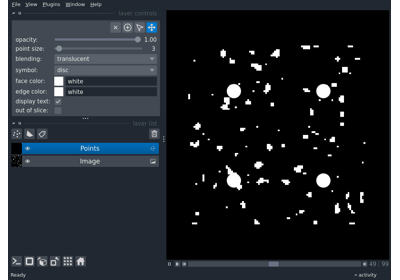 File View Plugins Window Help
layer controls
opacity: 1.00
point size: 3
blending: translucent
symbol: disc
face color: white
edge color: white
display text:
out of slice:
layer list
Points
Image
49 99
Ready
activity